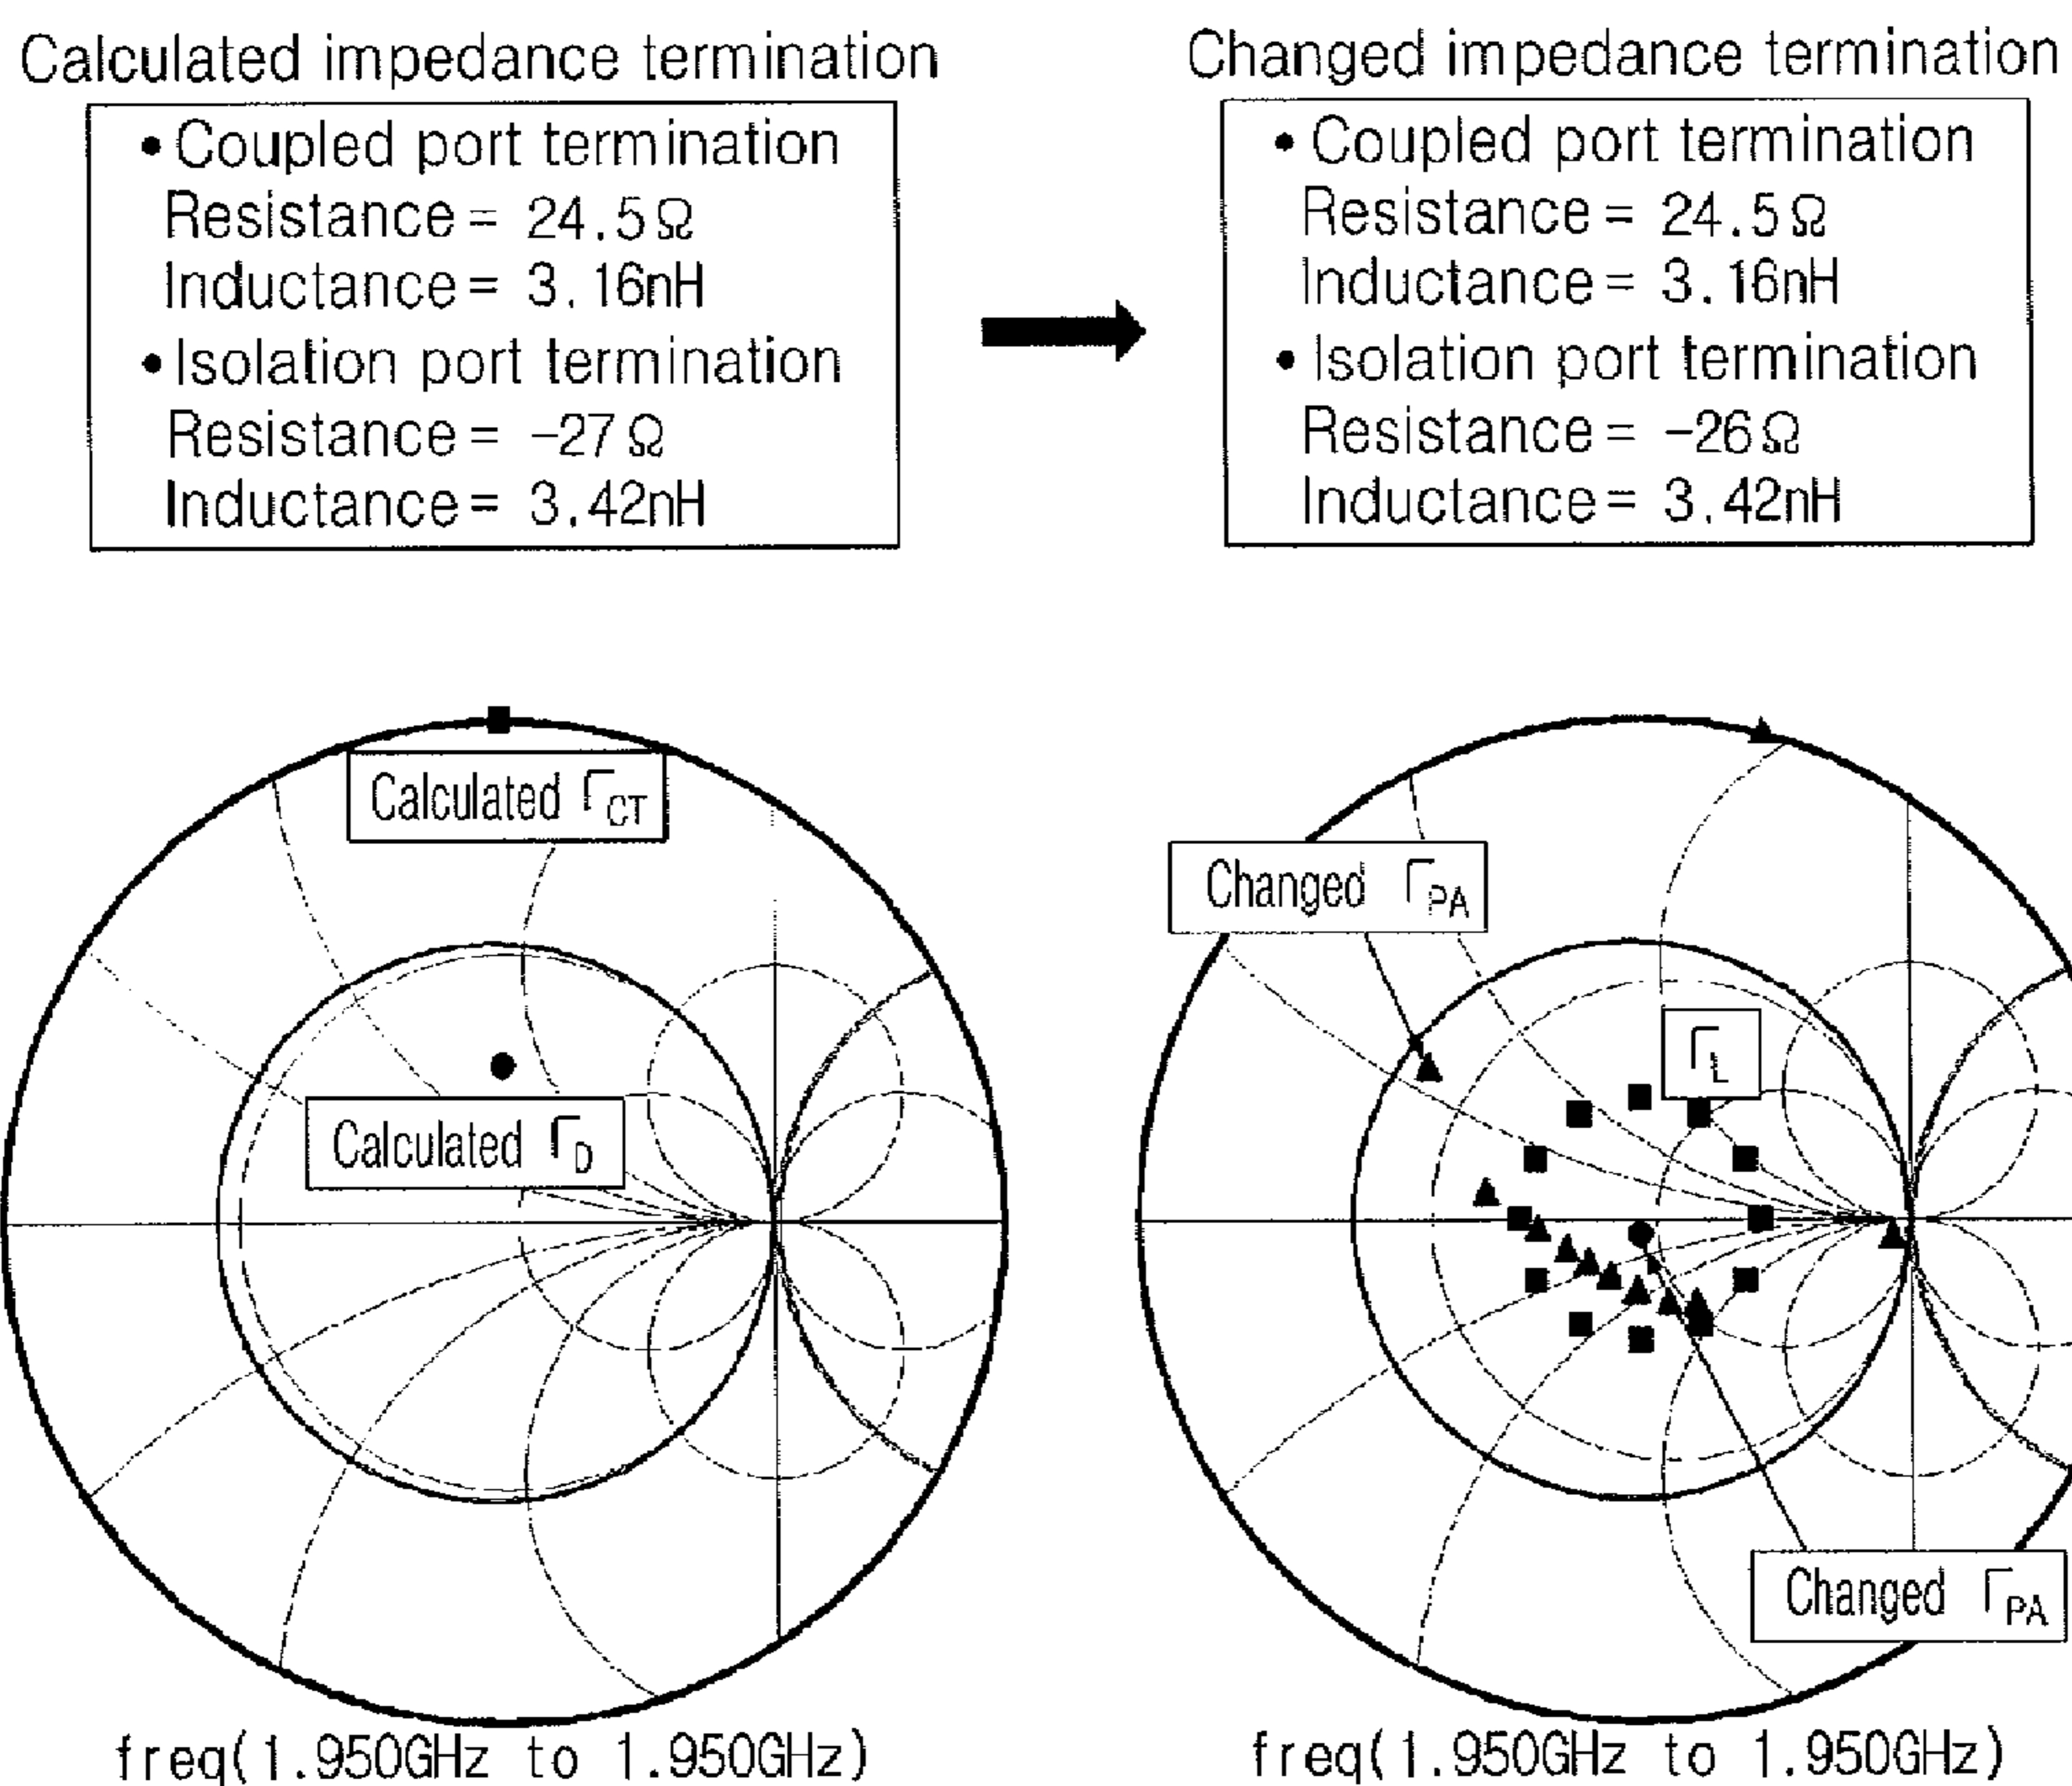 Calculated impedance termination
• Coupled port termination
Resistance = 24.5Ω
Inductance = 3.16nH
• Isolation port termination
Resistance = -27Ω
Inductance = 3.42nH
Changed impedance termination
• Coupled port termination
Resistance = 24.5Ω
Inductance = 3.16nH
• Isolation port termination
Resistance = -26Ω
Inductance = 3.42nH
Calculated Γ_CT
Calculated Γ_D
freq(1.950GHz to 1.950GHz)
Changed Γ_PA
Γ_L
Changed Γ_PA
freq(1.950GHz to 1.950GHz)